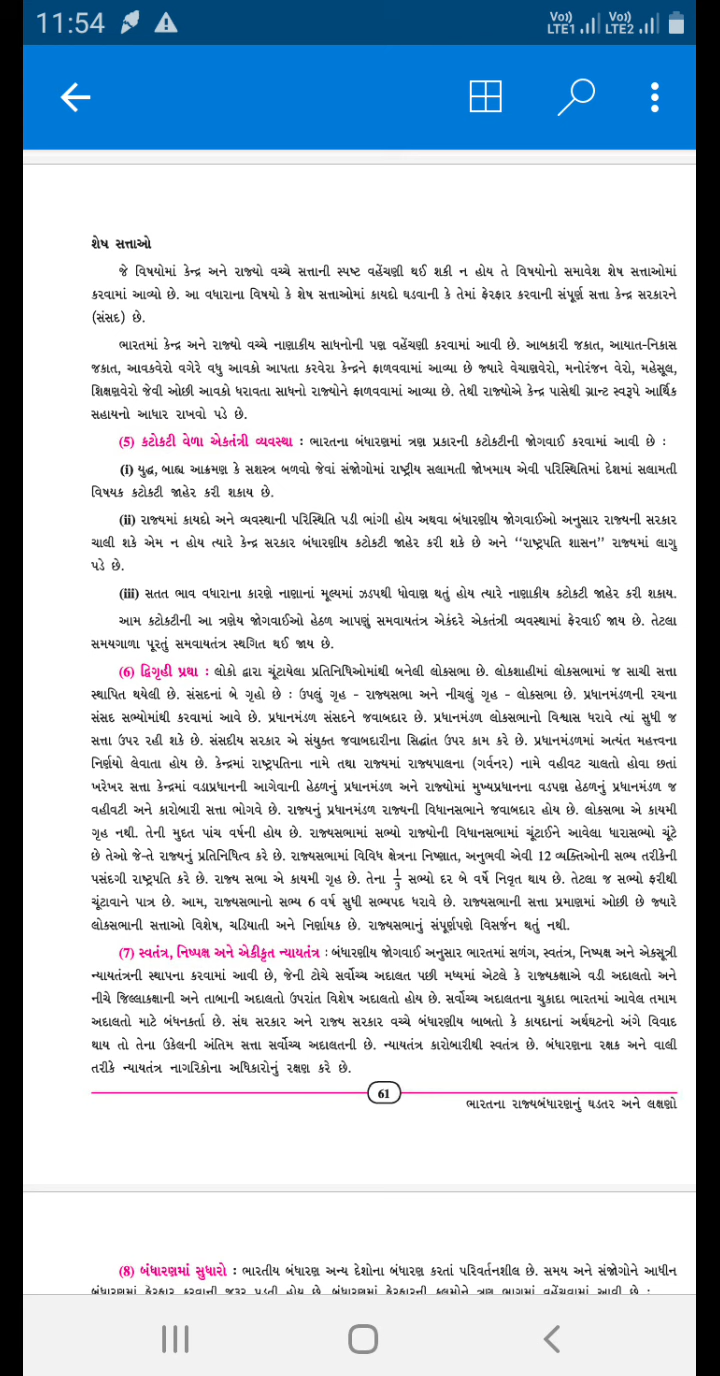 11:54
Vo)) LTE1 Vo)) LTE2
શેષ સત્તાઓ
જે વિષયોમાં કેન્દ્ર અને રાજ્યો વચ્ચે સત્તાની સ્પષ્ટ વહેંચણી થઈ શકી ન હોય તે વિષયોનો સમાવેશ શેષ સત્તાઓમાં
કરવામાં આવ્યો છે. આ વધારાના વિષયો કે શેષ સત્તાઓમાં કાયદો ઘડવાની કે તેમાં ફેરફાર કરવાની સંપૂર્ણ સત્તા કેન્દ્ર સરકારને
(સંસદ) છે.
ભારતમાં કેન્દ્ર અને રાજ્યો વચ્ચે નાણાકીય સાધનોની પણ વહેંચણી કરવામાં આવી છે. આબકારી જકાત, આયાત-નિકાસ
જકાત, આવકવેરો વગેરે વધુ આવકો આપતા કરવેરા કેન્દ્રને ફાળવવામાં આવ્યા છે જ્યારે વેચાણવેરો, મનોરંજન વેરો, મહેસૂલ,
શિક્ષણવેરો જેવી ઓછી આવકો ધરાવતા સાધનો રાજ્યોને ફાળવવામાં આવ્યા છે. તેથી રાજ્યોએ કેન્દ્ર પાસેથી ગ્રાન્ટ સ્વરૂપે આર્થિક
સહાયનો આધાર રાખવો પડે છે.
(5) કટોકટી વેળા એકતંત્રી વ્યવસ્થા : ભારતના બંધારણમાં ત્રણ પ્રકારની કટોકટીની જોગવાઈ કરવામાં આવી છે :
(i) યુદ્ધ, બાહ્ય આક્રમણ કે સશસ્ત્ર બળવો જેવાં સંજોગોમાં રાષ્ટ્રીય સલામતી જોખમાય એવી પરિસ્થિતિમાં દેશમાં સલામતી
વિષયક કટોકટી જાહેર કરી શકાય છે.
(ii) રાજ્યમાં કાયદો અને વ્યવસ્થાની પરિસ્થિતિ પડી ભાંગી હોય અથવા બંધારણીય જોગવાઈઓ અનુસાર રાજ્યની સરકાર
ચાલી શકે એમ ન હોય ત્યારે કેન્દ્ર સરકાર બંધારણીય કટોકટી જાહેર કરી શકે છે અને ‘‘રાષ્ટ્રપતિ શાસન’’ રાજ્યમાં લાગુ
પડે છે.
(iii) સતત ભાવ વધારાના કારણે નાણાનાં મૂલ્યમાં ઝડપથી ધોવાણ થતું હોય ત્યારે નાણાકીય કટોકટી જાહેર કરી શકાય.
આમ કટોકટીની આ ત્રણેય જોગવાઈઓ હેઠળ આપણું સમવાયતંત્ર એકંદરે એકતંત્રી વ્યવસ્થામાં ફેરવાઈ જાય છે. તેટલા
સમયગાળા પૂરતું સમવાયતંત્ર સ્થગિત થઈ જાય છે.
(6) દ્વિગૃહી પ્રથા : લોકો દ્વારા ચૂંટાયેલા પ્રતિનિધિઓમાંથી બનેલી લોકસભા છે. લોકશાહીમાં લોકસભામાં જ સાચી સત્તા
સ્થાપિત થયેલી છે. સંસદનાં બે ગૃહો છે : ઉપલું ગૃહ - રાજ્યસભા અને નીચલું ગૃહ - લોકસભા છે. પ્રધાનમંડળની રચના
સંસદ સભ્યોમાંથી કરવામાં આવે છે. પ્રધાનમંડળ સંસદને જવાબદાર છે. પ્રધાનમંડળ લોકસભાનો વિશ્વાસ ધરાવે ત્યાં સુધી જ
સત્તા ઉપર રહી શકે છે. સંસદીય સરકાર એ સંયુક્ત જવાબદારીના સિદ્ધાંત ઉપર કામ કરે છે. પ્રધાનમંડળમાં અત્યંત મહત્ત્વના
નિર્ણયો લેવાતા હોય છે. કેન્દ્રમાં રાષ્ટ્રપતિના નામે તથા રાજ્યમાં રાજ્યપાલના (ગર્વનર) નામે વહીવટ ચાલતો હોવા છતાં
ખરેખર સત્તા કેન્દ્રમાં વડાપ્રધાનની આગેવાની હેઠળનું પ્રધાનમંડળ અને રાજ્યોમાં મુખ્યપ્રધાનના વડપણ હેઠળનું પ્રધાનમંડળ જ
વહીવટી અને કારોબારી સત્તા ભોગવે છે. રાજ્યનું પ્રધાનમંડળ રાજ્યની વિધાનસભાને જવાબદાર હોય છે. લોકસભા એ કાયમી
ગૃહ નથી. તેની મુદત પાંચ વર્ષની હોય છે. રાજ્યસભામાં સભ્યો રાજ્યોની વિધાનસભામાં ચૂંટાઈને આવેલા ધારાસભ્યો ચૂંટે
છે તેઓ જે-તે રાજ્યનું પ્રતિનિધિત્વ કરે છે. રાજ્યસભામાં વિવિધ ક્ષેત્રના નિષ્ણાત, અનુભવી એવી 12 વ્યક્તિઓની સભ્ય તરીકેની
પસંદગી રાષ્ટ્રપતિ કરે છે. રાજ્ય સભા એ કાયમી ગૃહ છે. તેના 1/3 સભ્યો દર બે વર્ષે નિવૃત થાય છે. તેટલા જ સભ્યો ફરીથી
ચૂંટાવાને પાત્ર છે. આમ, રાજ્યસભાનો સભ્ય 6 વર્ષ સુધી સભ્યપદ ધરાવે છે. રાજ્યસભાની સત્તા પ્રમાણમાં ઓછી છે જ્યારે
લોકસભાની સત્તાઓ વિશેષ, ચડિયાતી અને નિર્ણાયક છે. રાજ્યસભાનું સંપૂર્ણપણે વિસર્જન થતું નથી.
(7) સ્વતંત્ર, નિષ્પક્ષ અને એકીકૃત ન્યાયતંત્ર : બંધારણીય જોગવાઈ અનુસાર ભારતમાં સળંગ, સ્વતંત્ર, નિષ્પક્ષ અને એકસૂત્રી
ન્યાયતંત્રની સ્થાપના કરવામાં આવી છે, જેની ટોચે સર્વોચ્ચ અદાલત પછી મધ્યમાં એટલે કે રાજ્યકક્ષાએ વડી અદાલતો અને
નીચે જિલ્લાકક્ષાની અને તાબાની અદાલતો ઉપરાંત વિશેષ અદાલતો હોય છે. સર્વોચ્ચ અદાલતના ચુકાદા ભારતમાં આવેલ તમામ
અદાલતો માટે બંધનકર્તા છે. સંઘ સરકાર અને રાજ્ય સરકાર વચ્ચે બંધારણીય બાબતો કે કાયદાનાં અર્થઘટનો અંગે વિવાદ
થાય તો તેના ઉકેલની અંતિમ સત્તા સર્વોચ્ચ અદાલતની છે. ન્યાયતંત્ર કારોબારીથી સ્વતંત્ર છે. બંધારણના રક્ષક અને વાલી
તરીકે ન્યાયતંત્ર નાગરિકોના અધિકારોનું રક્ષણ કરે છે.
61
ભારતના રાજ્યબંધારણનું ઘડતર અને લક્ષણો
(8) બંધારણમાં સુધારો : ભારતીય બંધારણ અન્ય દેશોના બંધારણ કરતાં પરિવર્તનશીલ છે. સમય અને સંજોગોને આધીન
બંધારણમાં ફેરફાર કરવાની જરૂર પડતી હોય છે. બંધારણમાં ફેરફારની કલમોને ત્રણ ભાગમાં વહેંચવામાં આવી છે :